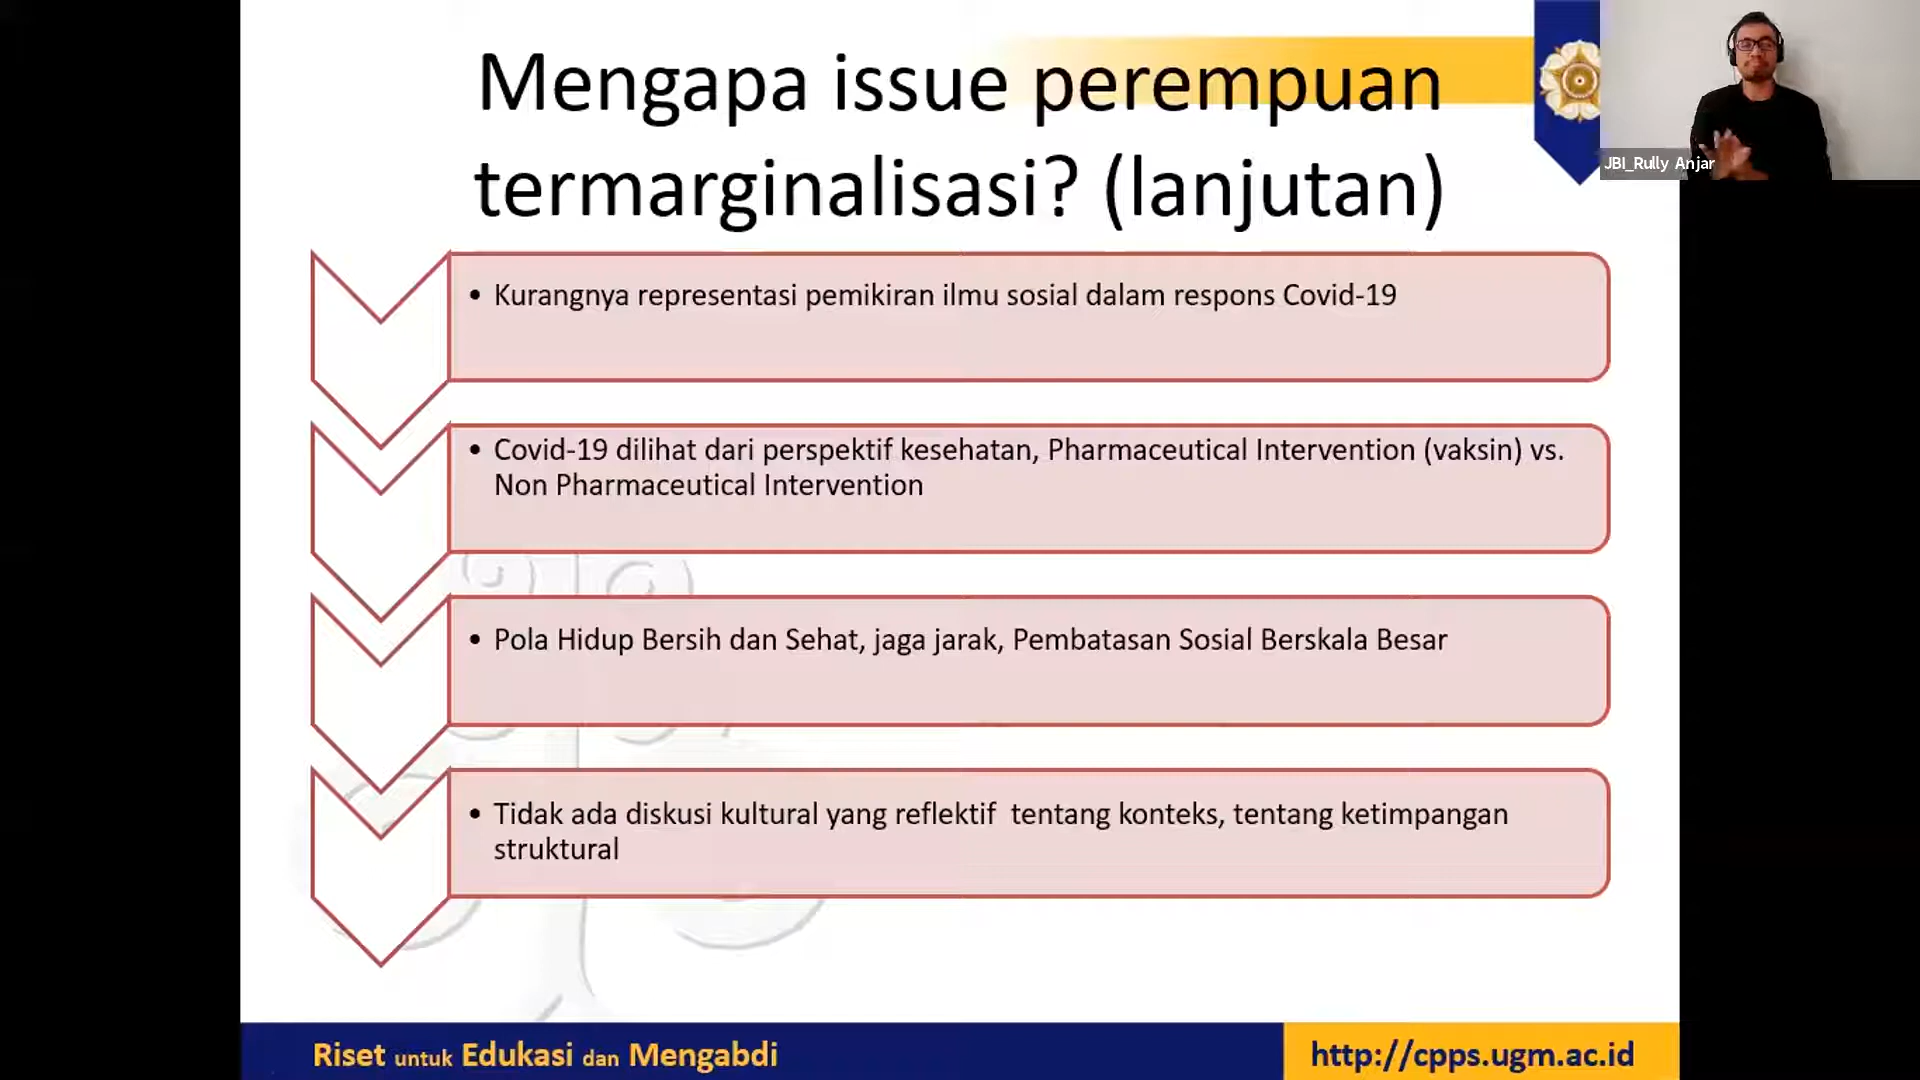 Mengapa issue perempuan
termarginalisasi? (lanjutan)
JBI_Rully Anjar
• Kurangnya representasi pemikiran ilmu sosial dalam respons Covid-19
• Covid-19 dilihat dari perspektif kesehatan, Pharmaceutical Intervention (vaksin) vs.
Non Pharmaceutical Intervention
• Pola Hidup Bersih dan Sehat, jaga jarak, Pembatasan Sosial Berskala Besar
• Tidak ada diskusi kultural yang reflektif  tentang konteks, tentang ketimpangan
struktural
Riset untuk Edukasi dan Mengabdi
http://cpps.ugm.ac.id